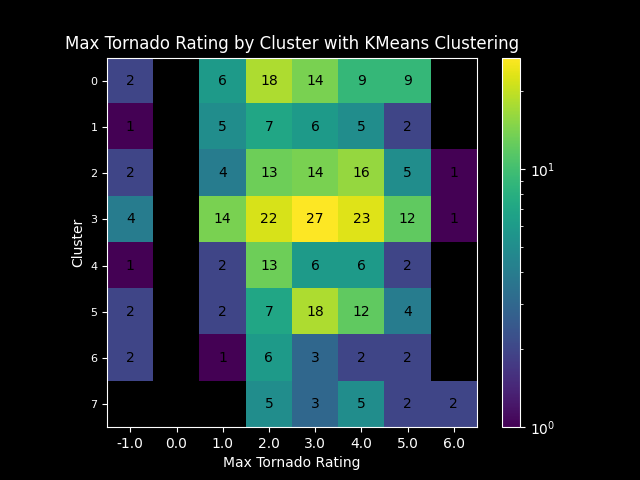 Max Tornado Rating by Cluster with KMeans Clustering
0 2 6 18 14 9 9
1 1 5 7 6 5 2
2 2 4 13 14 16 5 1
3 4 14 22 27 23 12 1
4 1 2 13 6 6 2
5 2 2 7 18 12 4
6 2 1 6 3 2 2
7 5 3 5 2 2
-1.0 0.0 1.0 2.0 3.0 4.0 5.0 6.0
Max Tornado Rating
Cluster
10¹
10⁰